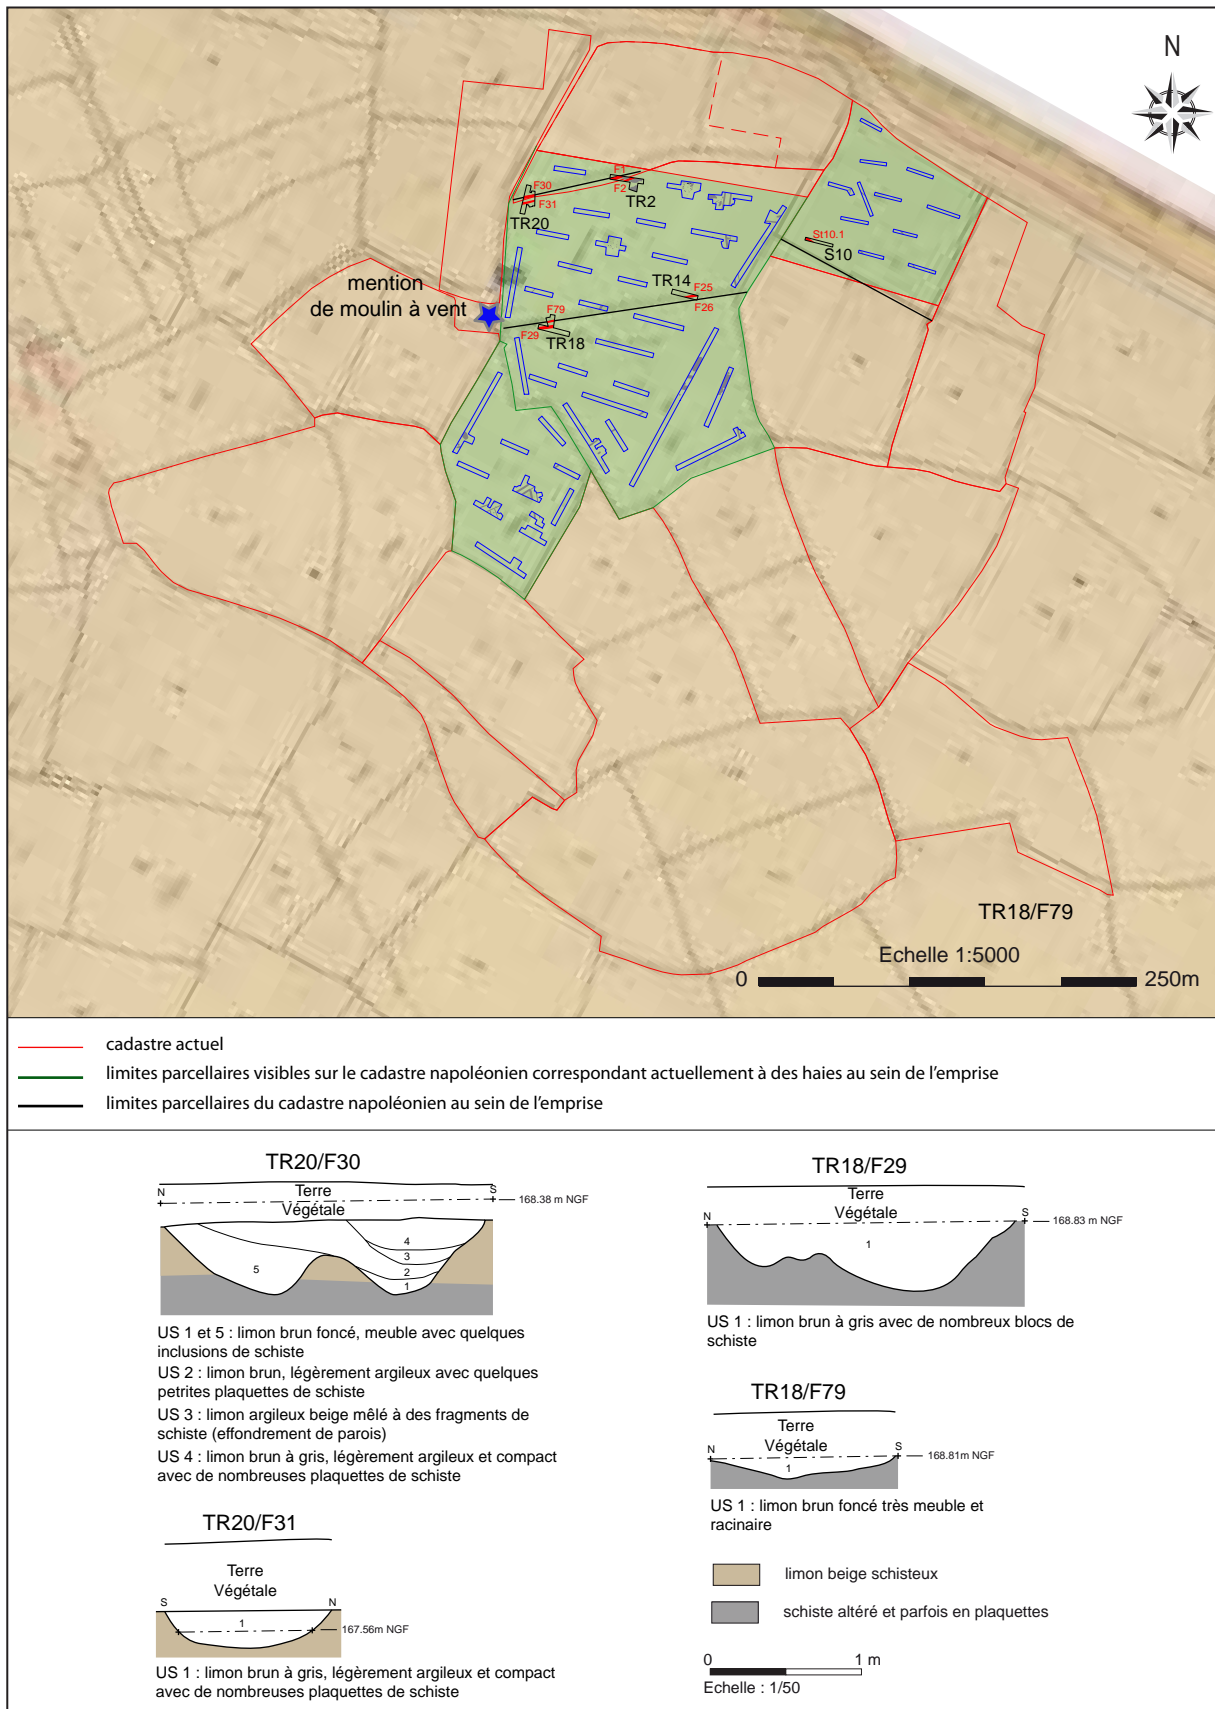 N
F1
F30
F2
F31
TR2
TR20
St10.1
S10
mention
de moulin à vent
TR14
F25
F26
F79
F29
TR18
TR18/F79
Echelle 1:5000
0
250m
cadastre actuel
limites parcellaires visibles sur le cadastre napoléonien correspondant actuellement à des haies au sein de l'emprise
limites parcellaires du cadastre napoléonien au sein de l'emprise
TR20/F30
N
S
Terre
Végétale
168.38 m NGF
4
3
5
2
1
US 1 et 5 : limon brun foncé, meuble avec quelques
inclusions de schiste
US 2 : limon brun, légèrement argileux avec quelques
petrites plaquettes de schiste
US 3 : limon argileux beige mêlé à des fragments de
schiste (effondrement de parois)
US 4 : limon brun à gris, légèrement argileux et compact
avec de nombreuses plaquettes de schiste
TR20/F31
Terre
Végétale
S
N
1
167.56m NGF
US 1 : limon brun à gris, légèrement argileux et compact
avec de nombreuses plaquettes de schiste
TR18/F29
Terre
Végétale
N
S
168.83 m NGF
1
US 1 : limon brun à gris avec de nombreux blocs de
schiste
TR18/F79
Terre
Végétale
N
S
168.81m NGF
1
US 1 : limon brun foncé très meuble et
racinaire
limon beige schisteux
schiste altéré et parfois en plaquettes
0
1 m
Echelle : 1/50